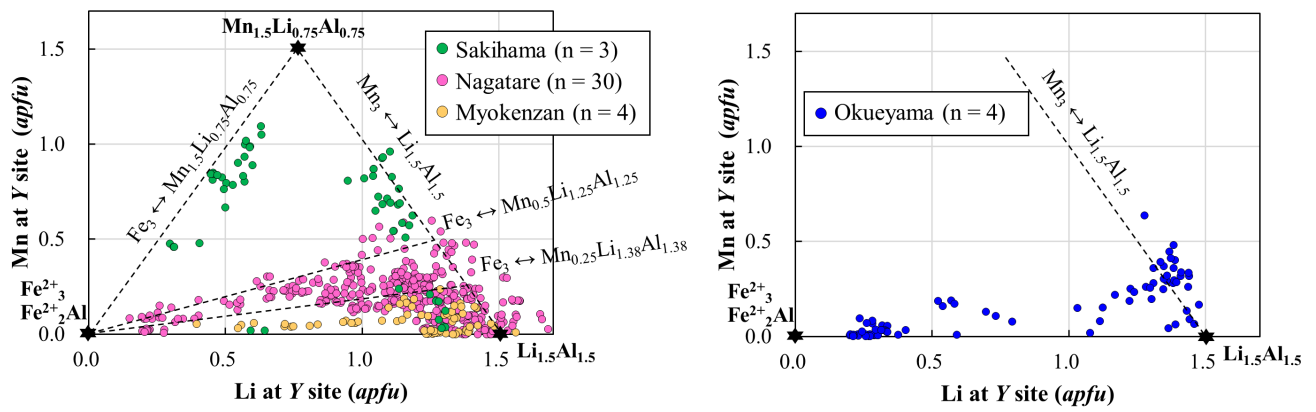 Mn1.5Li0.75Al0.75
Sakihama (n = 3)
Nagatare (n = 30)
Myokenzan (n = 4)
Fe3 ↔ Mn1.5Li0.75Al0.75
Mn3 ↔ Li1.5Al1.5
Fe3 ↔ Mn0.5Li1.25Al1.25
Fe3 ↔ Mn0.25Li1.38Al1.38
Mn at Y site (apfu)
1.5
1.0
0.5
0.0
Fe2+3
Fe2+2Al
Li1.5Al1.5
0.0 0.5 1.0 1.5
Li at Y site (apfu)
Okueyama (n = 4)
Mn3 ↔ Li1.5Al1.5
Mn at Y site (apfu)
1.5
1.0
0.5
0.0
Fe2+3
Fe2+2Al
Li1.5Al1.5
0.0 0.5 1.0 1.5
Li at Y site (apfu)